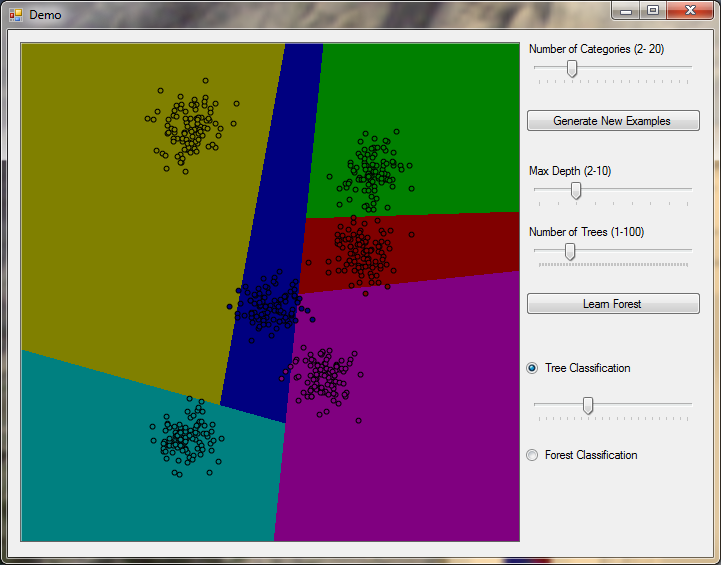 Demo
Number of Categories (2- 20)
Generate New Examples
Max Depth (2-10)
Number of Trees (1-100)
Learn Forest
Tree Classification
Forest Classification